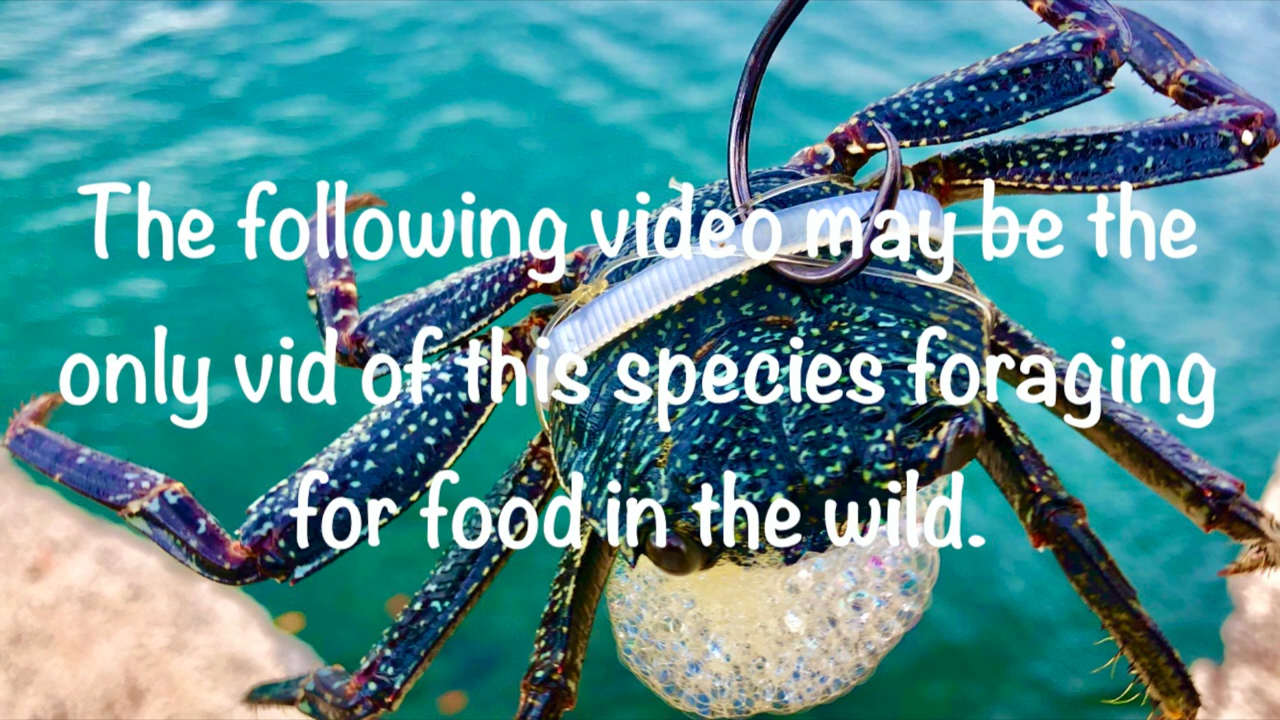 The following video may be the
only vid of this species foraging
for food in the wild.